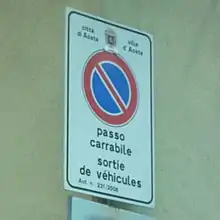 città ville
di Aosta d'Aoste
passo
carrabile
sortie
de véhicules
Aut. n. 231/2008